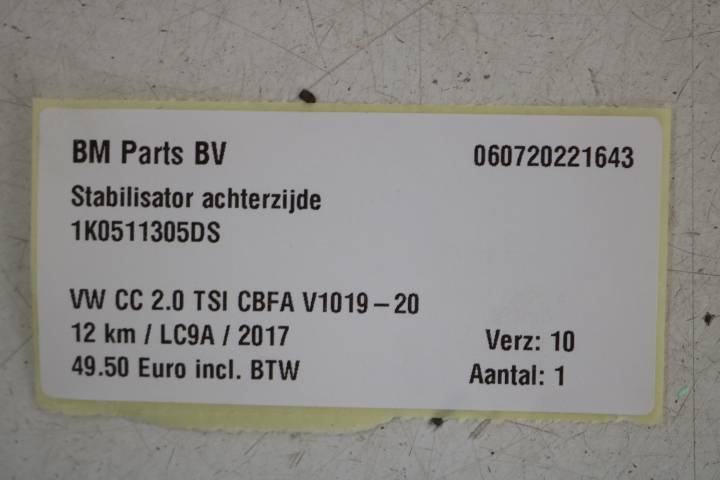 BM Parts BV 060720221643
Stabilisator achterzijde
1K0511305DS
VW CC 2.0 TSI CBFA V1019-20
12 km / LC9A / 2017 Verz: 10
49.50 Euro incl. BTW Aantal: 1